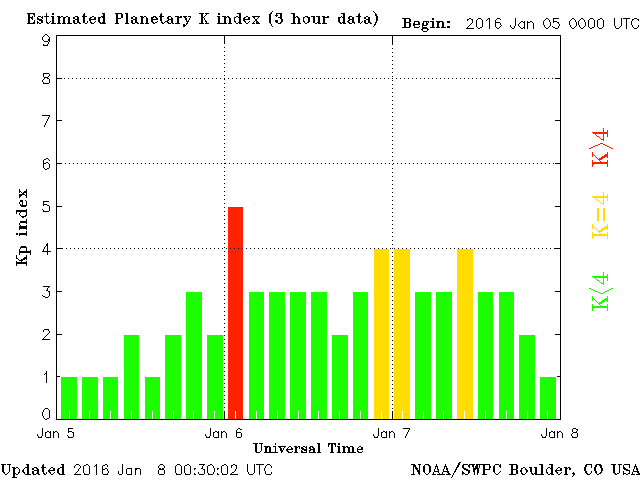 Estimated Planetary K index (3 hour data) Begin: 2016 Jan 05 0000 UTC
9
8
7
6
5
4
3
2
1
0
Kp index
Jan 5 Jan 6 Jan 7 Jan 8
Universal Time
K>4
K=4
K<4
Updated 2016 Jan 8 00:30:02 UTC NOAA/SWPC Boulder, CO USA